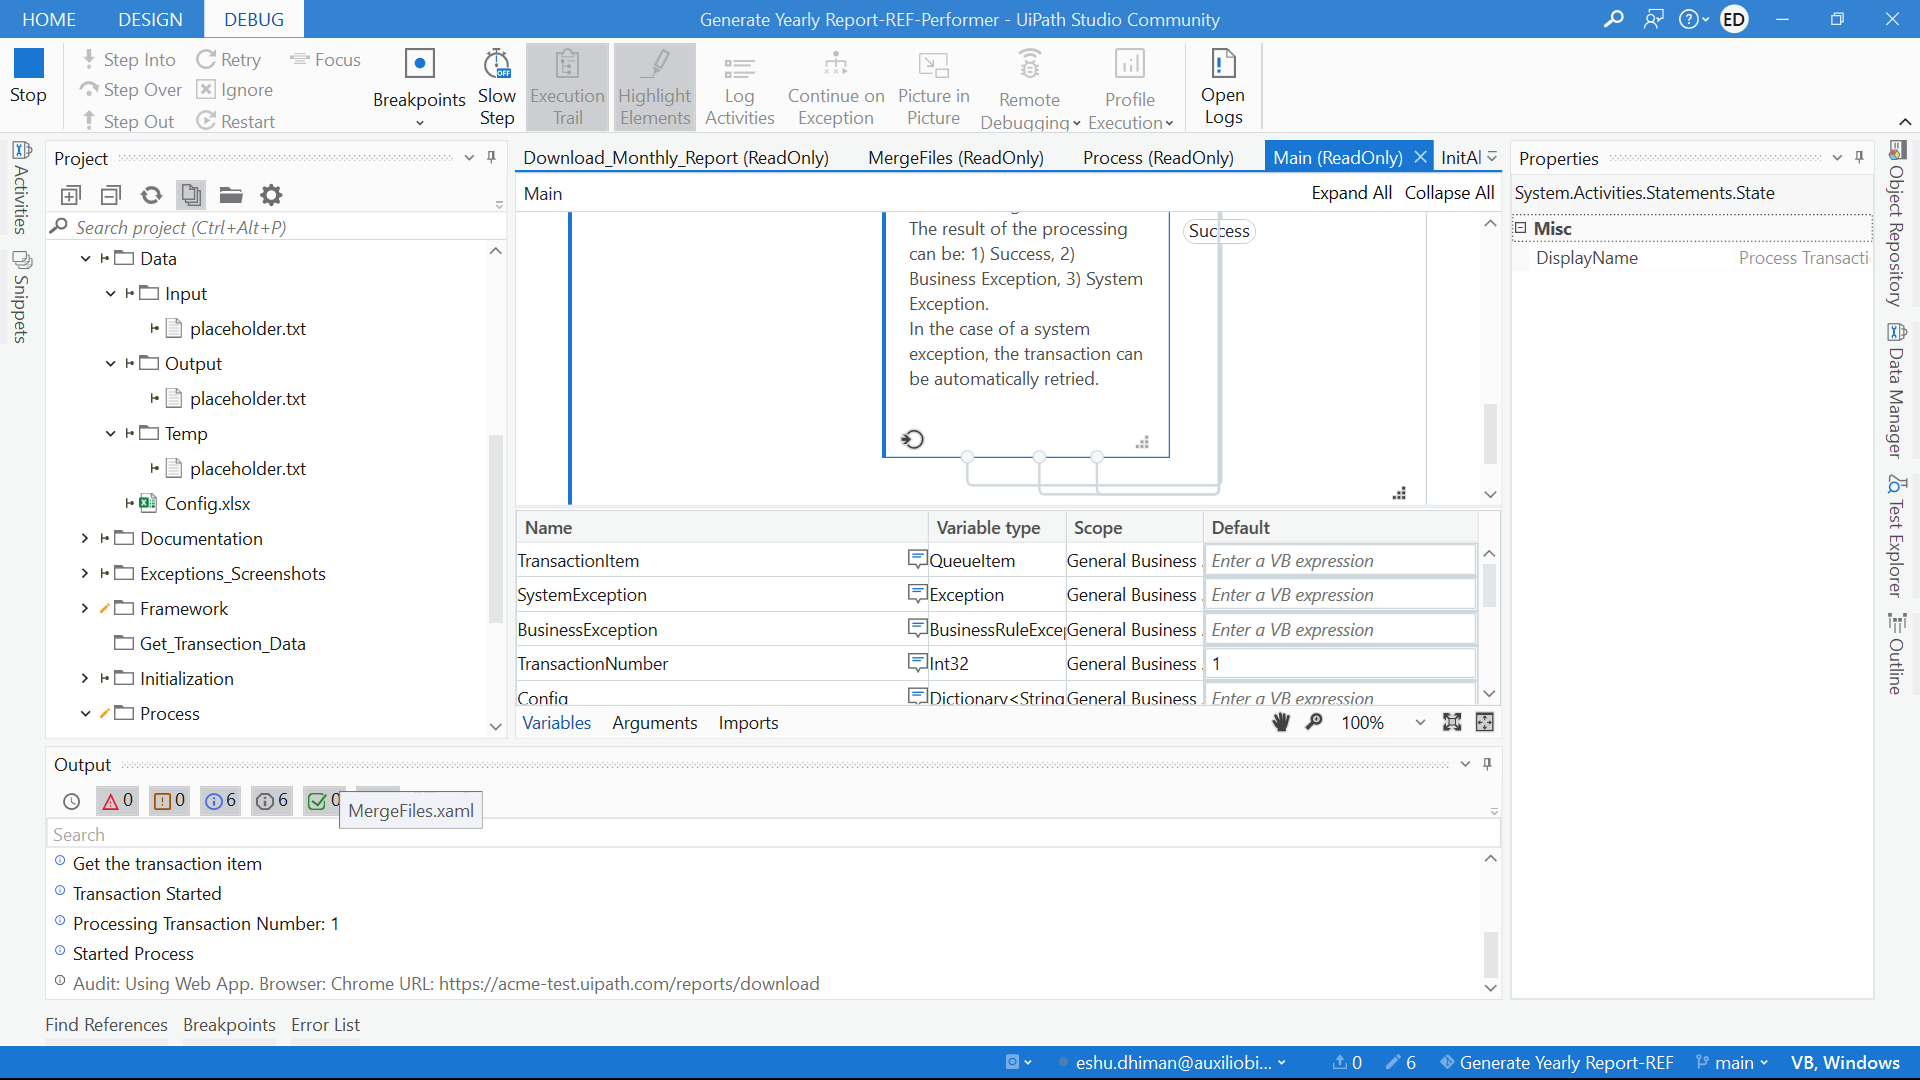 HOME DESIGN DEBUG
Generate Yearly Report-REF-Performer - UiPath Studio Community
ED
Stop
Step Into
Step Over
Step Out
Retry
Ignore
Restart
Focus
Breakpoints
Slow Step
Execution Trail
Highlight Elements
Log Activities
Continue on Exception
Picture in Picture
Remote Debugging
Profile Execution
Open Logs
Activities
Snippets
Project
Search project (Ctrl+Alt+P)
Data
Input
placeholder.txt
Output
placeholder.txt
Temp
placeholder.txt
Config.xlsx
Documentation
Exceptions_Screenshots
Framework
Get_Transection_Data
Initialization
Process
Download_Monthly_Report (ReadOnly) MergeFiles (ReadOnly) Process (ReadOnly) Main (ReadOnly) InitAl
Main Expand All Collapse All
The result of the processing
can be: 1) Success, 2)
Business Exception, 3) System
Exception.
In the case of a system
exception, the transaction can
be automatically retried.
Success
Name Variable type Scope Default
TransactionItem QueueItem General Business Enter a VB expression
SystemException Exception General Business Enter a VB expression
BusinessException BusinessRuleExce General Business Enter a VB expression
TransactionNumber Int32 General Business 1
Config Dictionary<String General Business Enter a VB expression
Variables Arguments Imports 100%
Properties
System.Activities.Statements.State
Misc
DisplayName Process Transacti
Object Repository
Data Manager
Test Explorer
Outline
Output
0 0 6 6 0
MergeFiles.xaml
Search
Get the transaction item
Transaction Started
Processing Transaction Number: 1
Started Process
Audit: Using Web App. Browser: Chrome URL: https://acme-test.uipath.com/reports/download
Find References Breakpoints Error List
eshu.dhiman@auxiliobi... 0 6 Generate Yearly Report-REF main VB, Windows